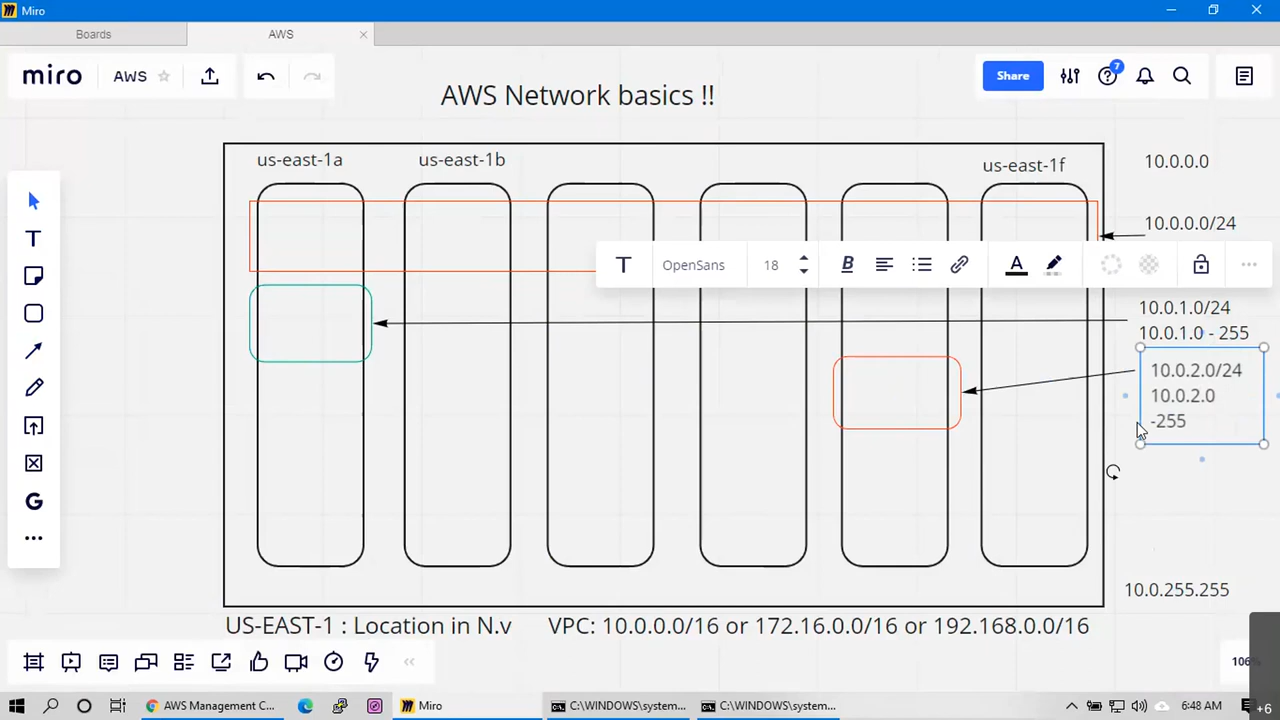 Miro
Boards
AWS
miro
AWS
Share
7
AWS Network basics !!
us-east-1a
us-east-1b
us-east-1f
10.0.0.0
10.0.0.0/24
T
OpenSans
18
B
A
10.0.1.0/24
10.0.1.0 - 255
10.0.2.0/24
10.0.2.0
-255
10.0.255.255
US-EAST-1 : Location in N.v
VPC: 10.0.0.0/16 or 172.16.0.0/16 or 192.168.0.0/16
106%
AWS Management C...
Miro
C:\WINDOWS\system...
C:\WINDOWS\system...
6:48 AM
+6